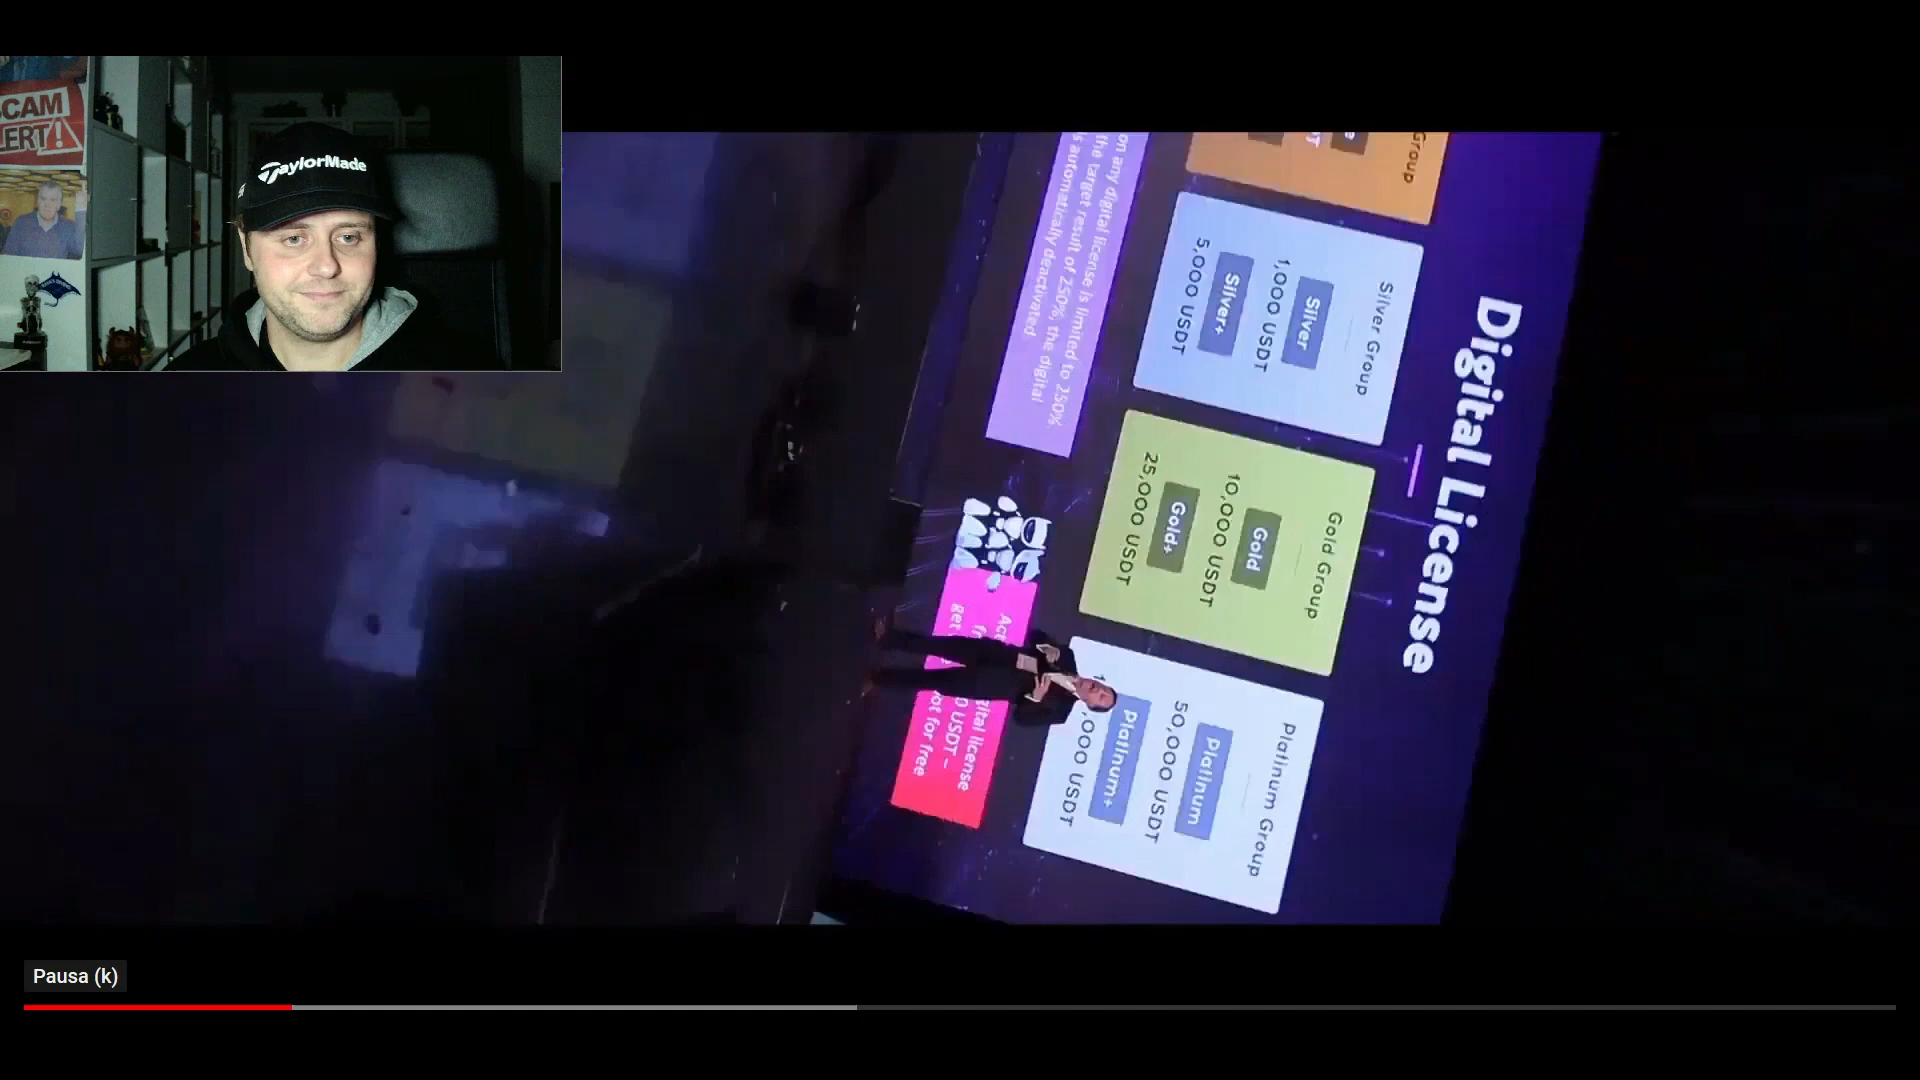 SCAM
ERT!
TaylorMade
Digital License
Group
Silver Group
Silver
1,000 USDT
Silver+
5,000 USDT
Gold Group
Gold
10,000 USDT
Gold+
25,000 USDT
Platinum Group
Platinum
50,000 USDT
Platinum+
,000 USDT
on any digital license is limited to 250%.
the target result of 250%, the digital
is automatically deactivated
gital license
0 USDT –
get
ot for free
Pausa (k)